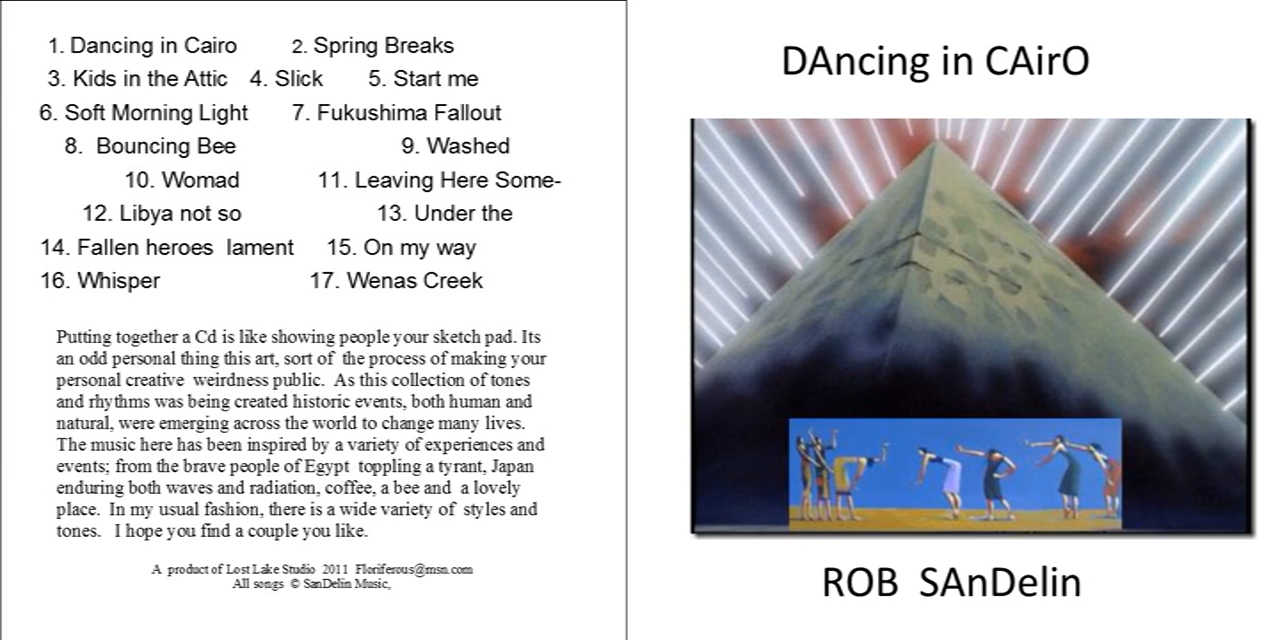 1. Dancing in Cairo 2. Spring Breaks
3. Kids in the Attic 4. Slick 5. Start me
6. Soft Morning Light 7. Fukushima Fallout
8. Bouncing Bee 9. Washed
10. Womad 11. Leaving Here Some-
12. Libya not so 13. Under the
14. Fallen heroes lament 15. On my way
16. Whisper 17. Wenas Creek
Putting together a Cd is like showing people your sketch pad. Its
an odd personal thing this art, sort of the process of making your
personal creative weirdness public. As this collection of tones
and rhythms was being created historic events, both human and
natural, were emerging across the world to change many lives.
The music here has been inspired by a variety of experiences and
events; from the brave people of Egypt toppling a tyrant, Japan
enduring both waves and radiation, coffee, a bee and a lovely
place. In my usual fashion, there is a wide variety of styles and
tones. I hope you find a couple you like.
A product of Lost Lake Studio 2011 Floriferous@msn.com
All songs © SanDelin Music,
DAncing in CAirO
ROB SAnDelin